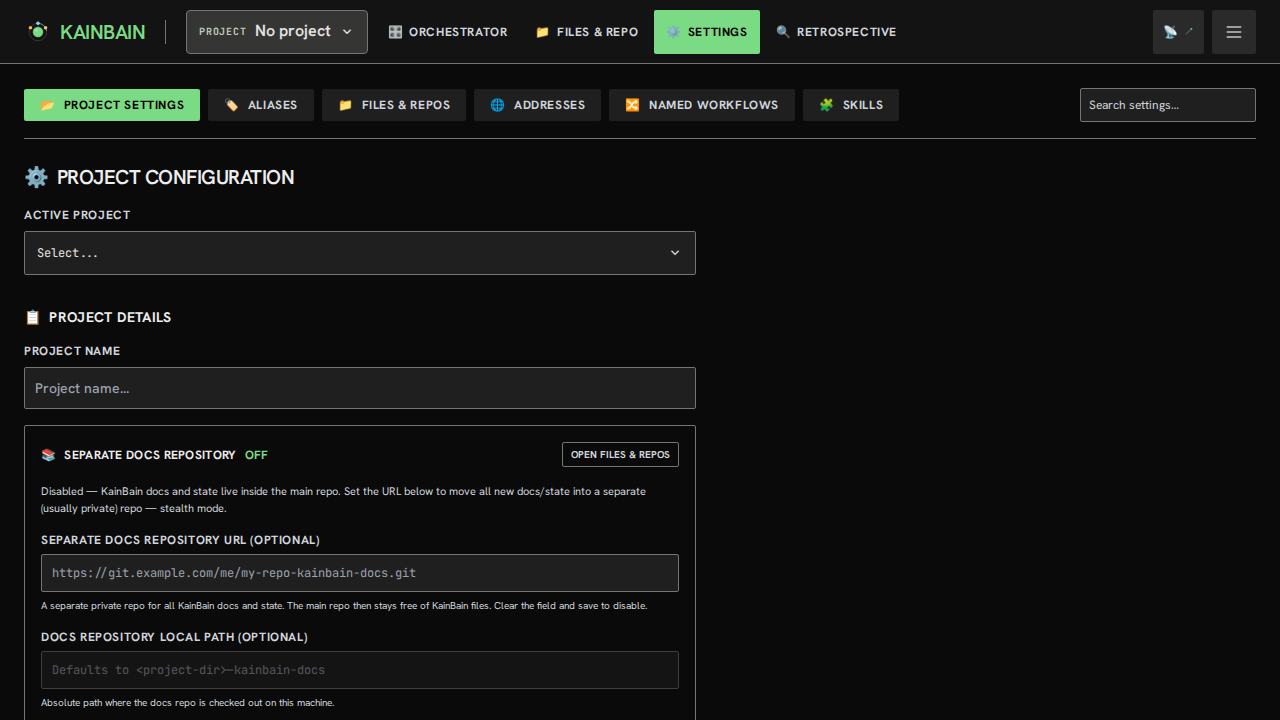 KAINBAIN
PROJECT No project
ORCHESTRATOR
FILES & REPO
SETTINGS
RETROSPECTIVE
PROJECT SETTINGS
ALIASES
FILES & REPOS
ADDRESSES
NAMED WORKFLOWS
SKILLS
Search settings...
PROJECT CONFIGURATION
ACTIVE PROJECT
Select...
PROJECT DETAILS
PROJECT NAME
Project name...
SEPARATE DOCS REPOSITORY OFF
OPEN FILES & REPOS
Disabled — KainBain docs and state live inside the main repo. Set the URL below to move all new docs/state into a separate
(usually private) repo — stealth mode.
SEPARATE DOCS REPOSITORY URL (OPTIONAL)
https://git.example.com/me/my-repo-kainbain-docs.git
A separate private repo for all KainBain docs and state. The main repo then stays free of KainBain files. Clear the field and save to disable.
DOCS REPOSITORY LOCAL PATH (OPTIONAL)
Defaults to <project-dir>—kainbain-docs
Absolute path where the docs repo is checked out on this machine.